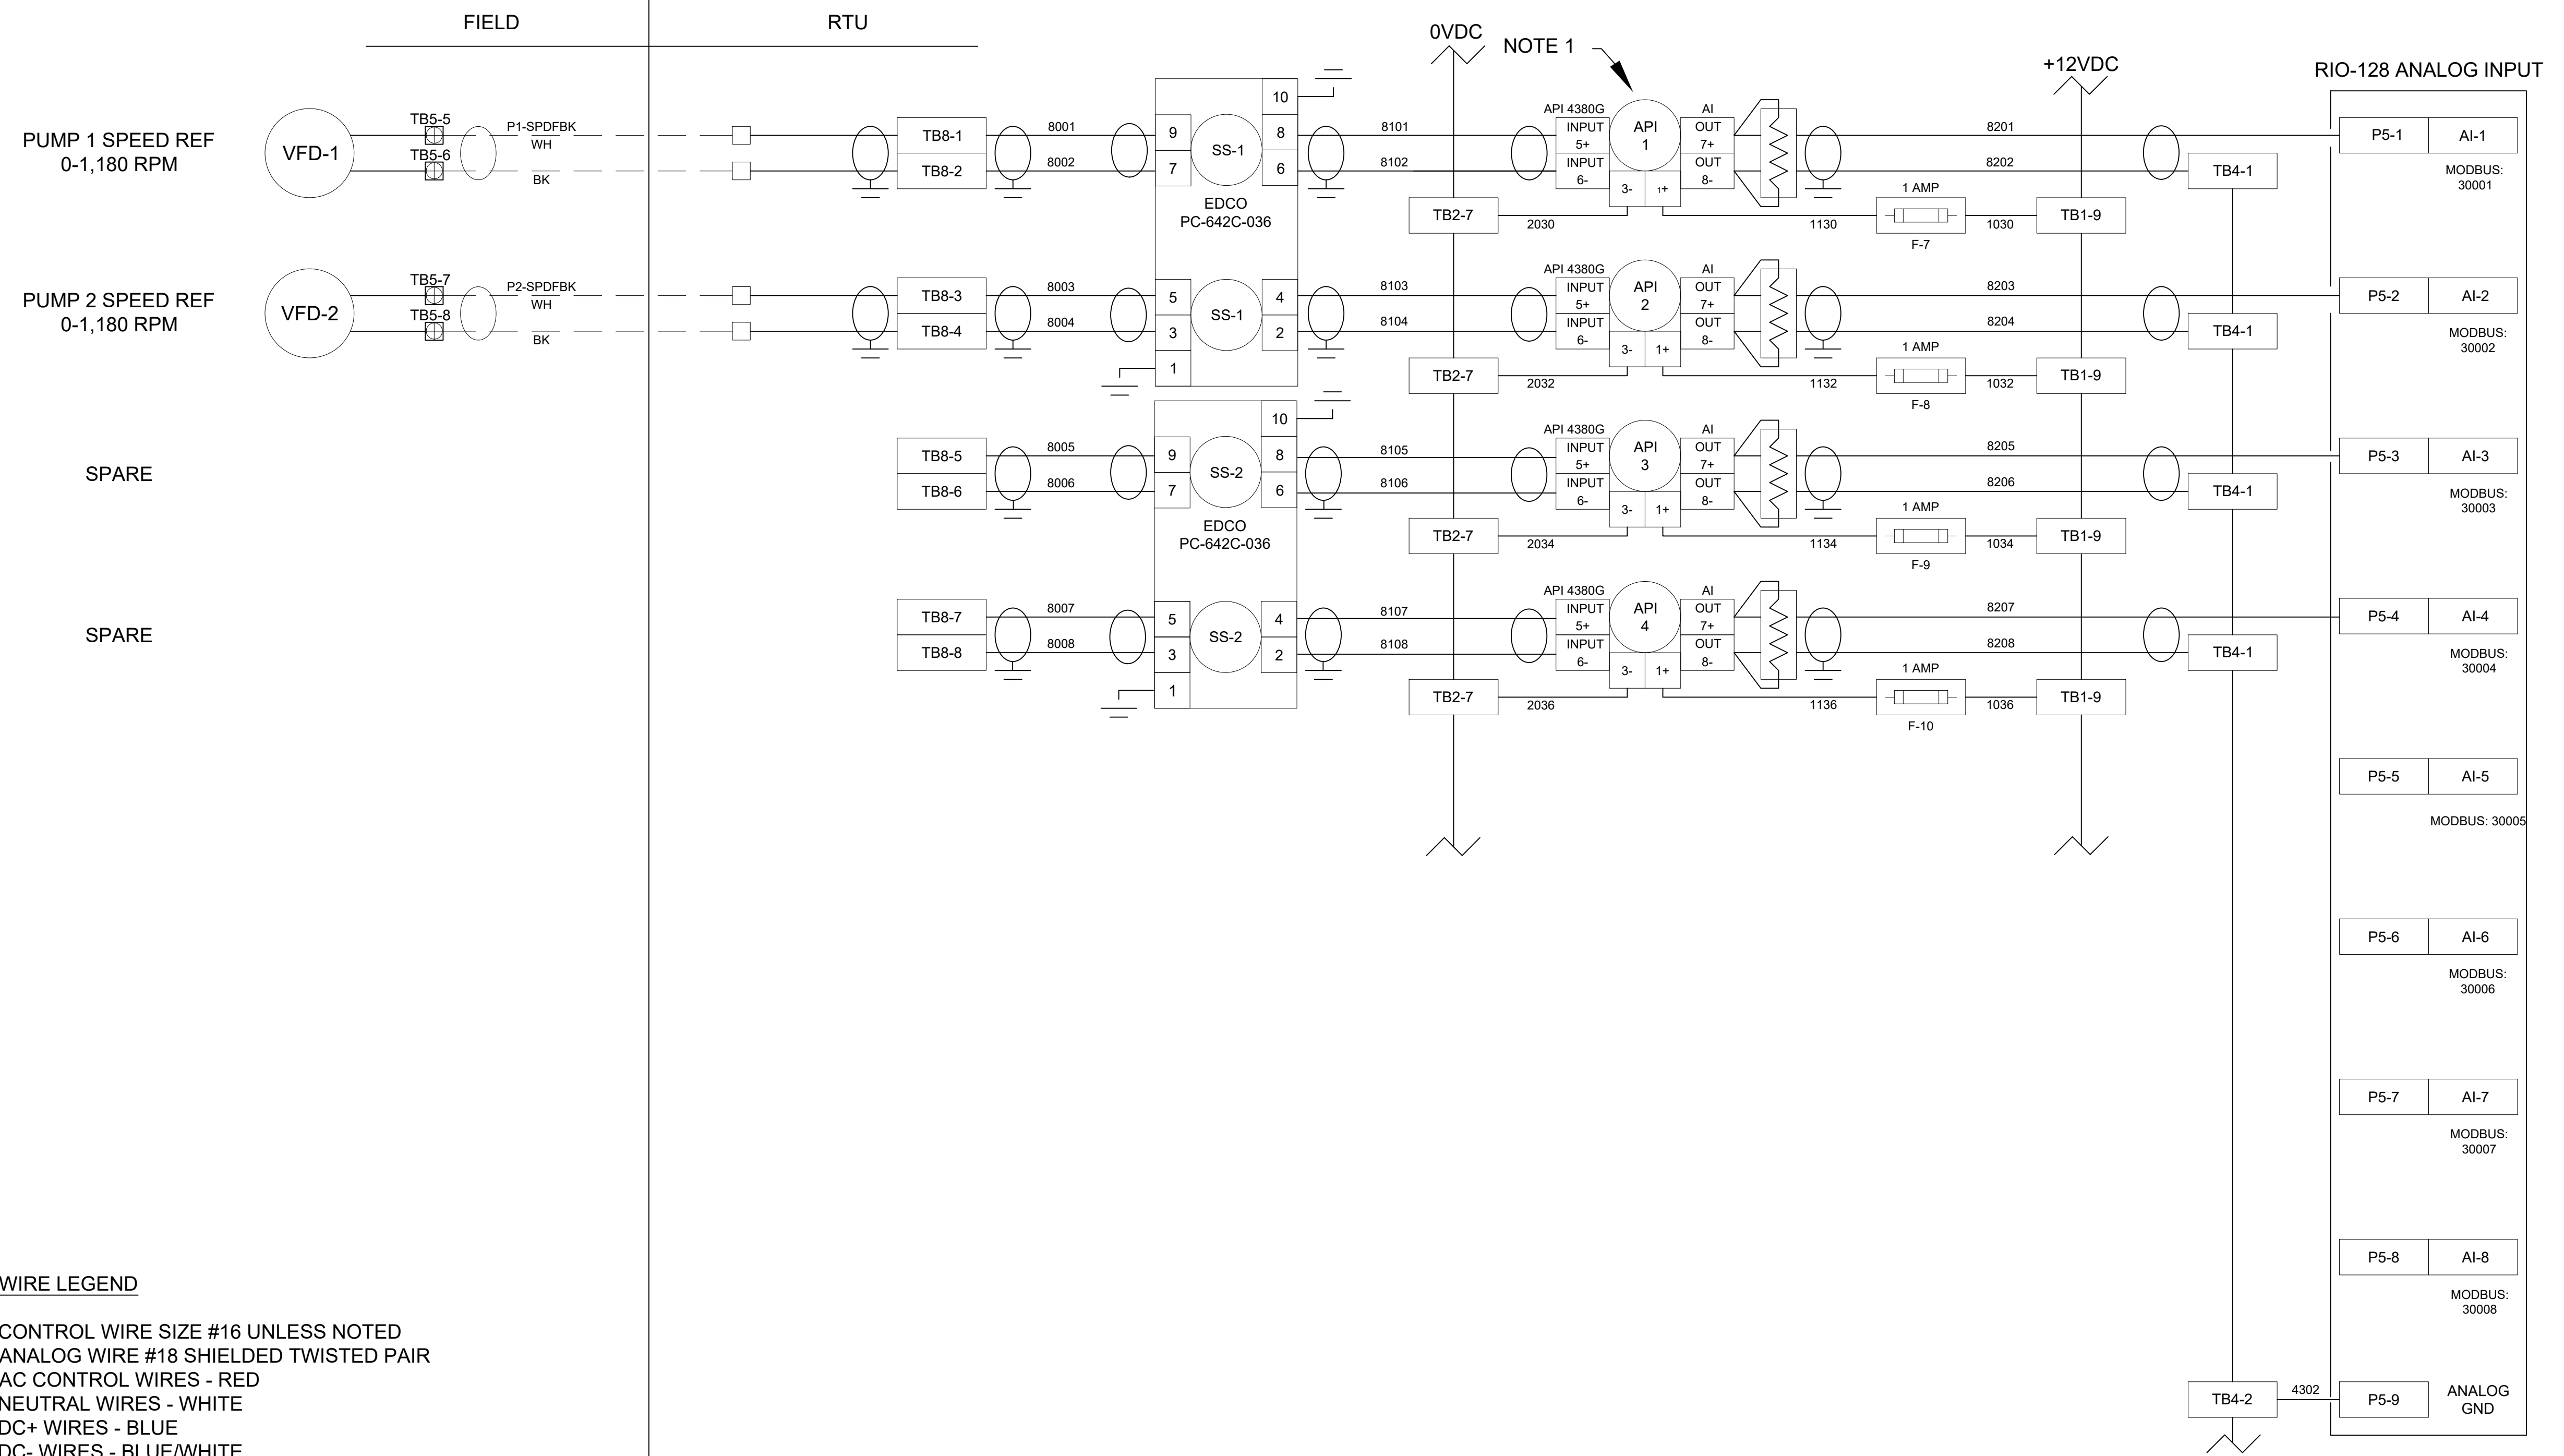 FIELD
RTU
0VDC
NOTE 1
+12VDC
RIO-128 ANALOG INPUT
PUMP 1 SPEED REF
0-1,180 RPM
VFD-1
TB5-5
TB5-6
P1-SPDFBK
WH
BK
TB8-1
TB8-2
8001
8002
10
9
8
7
6
SS-1
EDCO
PC-642C-036
8101
8102
API 4380G
INPUT
5+
INPUT
6-
API
1
3-
1+
AI
OUT
7+
OUT
8-
8201
8202
TB4-1
P5-1
AI-1
MODBUS:
30001
TB2-7
2030
1130
1 AMP
F-7
1030
TB1-9
PUMP 2 SPEED REF
0-1,180 RPM
VFD-2
TB5-7
TB5-8
P2-SPDFBK
WH
BK
TB8-3
TB8-4
8003
8004
5
4
3
2
1
SS-1
8103
8104
API 4380G
INPUT
5+
INPUT
6-
API
2
3-
1+
AI
OUT
7+
OUT
8-
8203
8204
TB4-1
P5-2
AI-2
MODBUS:
30002
TB2-7
2032
1132
1 AMP
F-8
1032
TB1-9
SPARE
TB8-5
TB8-6
8005
8006
10
9
8
7
6
SS-2
EDCO
PC-642C-036
8105
8106
API 4380G
INPUT
5+
INPUT
6-
API
3
3-
1+
AI
OUT
7+
OUT
8-
8205
8206
TB4-1
P5-3
AI-3
MODBUS:
30003
TB2-7
2034
1134
1 AMP
F-9
1034
TB1-9
SPARE
TB8-7
TB8-8
8007
8008
5
4
3
2
1
SS-2
8107
8108
API 4380G
INPUT
5+
INPUT
6-
API
4
3-
1+
AI
OUT
7+
OUT
8-
8207
8208
TB4-1
P5-4
AI-4
MODBUS:
30004
TB2-7
2036
1136
1 AMP
F-10
1036
TB1-9
P5-5
AI-5
MODBUS: 30005
P5-6
AI-6
MODBUS:
30006
P5-7
AI-7
MODBUS:
30007
P5-8
AI-8
MODBUS:
30008
TB4-2
4302
P5-9
ANALOG
GND
WIRE LEGEND
CONTROL WIRE SIZE #16 UNLESS NOTED
ANALOG WIRE #18 SHIELDED TWISTED PAIR
AC CONTROL WIRES - RED
NEUTRAL WIRES - WHITE
DC+ WIRES - BLUE
DC- WIRES - BLUE/WHITE